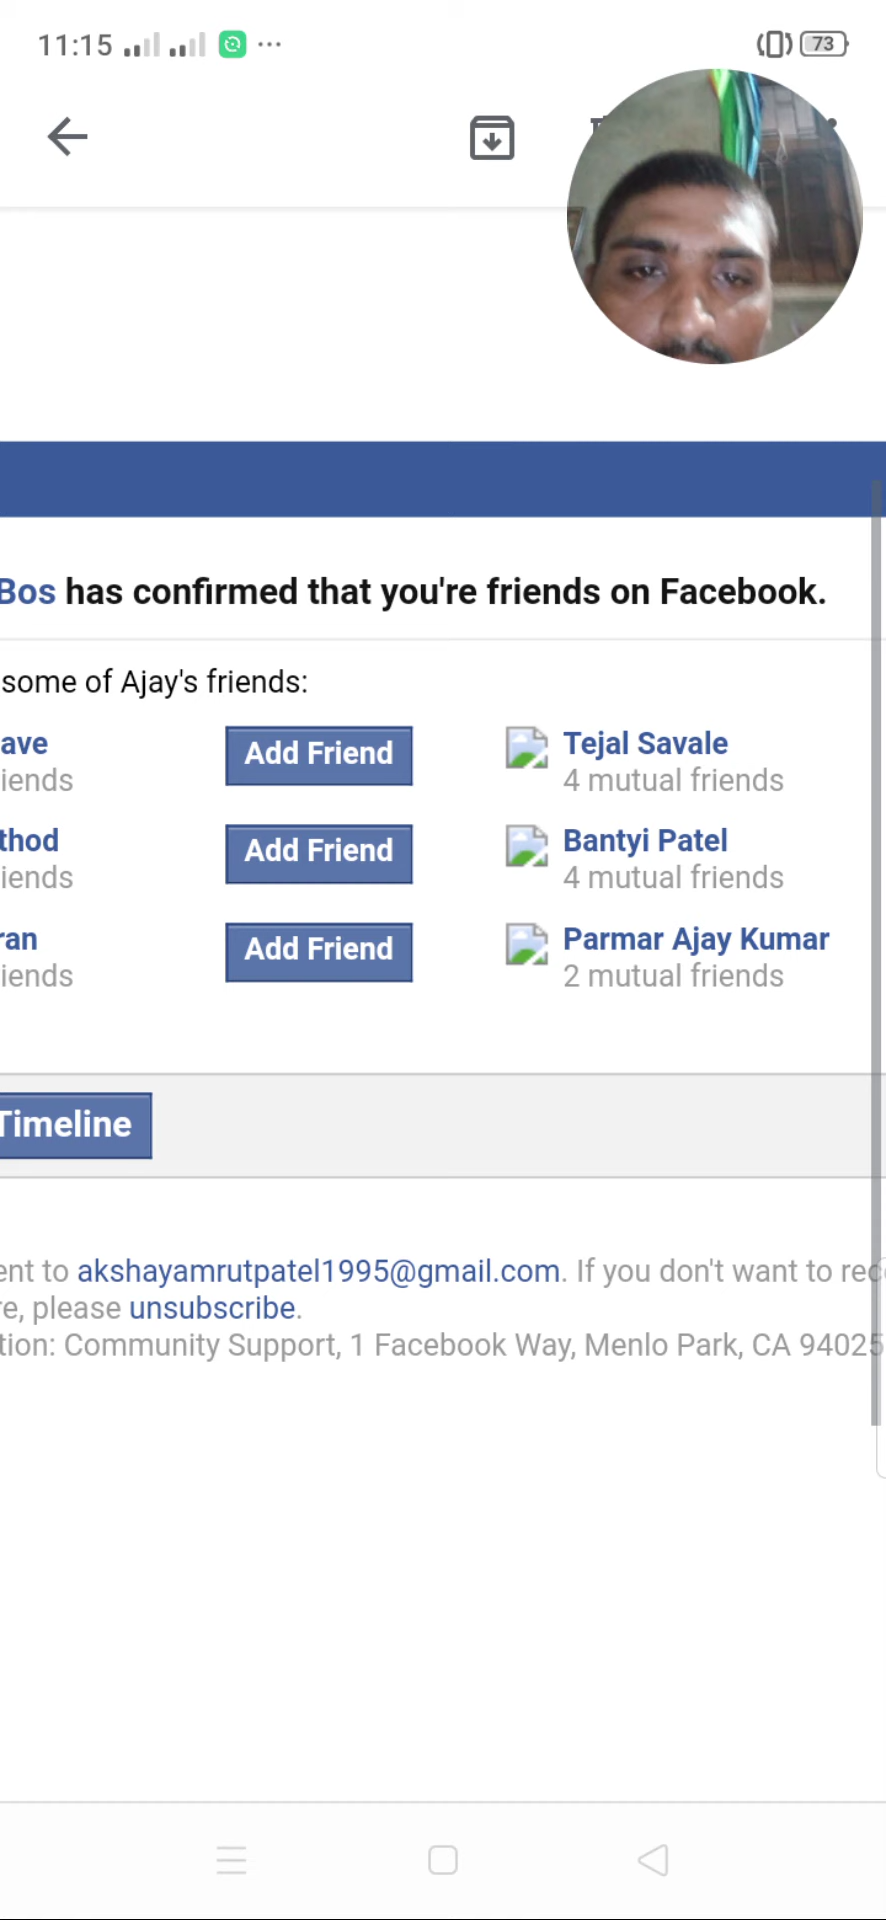 11:15
73
Bos has confirmed that you're friends on Facebook.
some of Ajay's friends:
ave Add Friend Tejal Savale
iends 4 mutual friends
thod Add Friend Bantyi Patel
iends 4 mutual friends
ran Add Friend Parmar Ajay Kumar
iends 2 mutual friends
Timeline
ent to akshayamrutpatel1995@gmail.com. If you don't want to rec
re, please unsubscribe.
tion: Community Support, 1 Facebook Way, Menlo Park, CA 94025